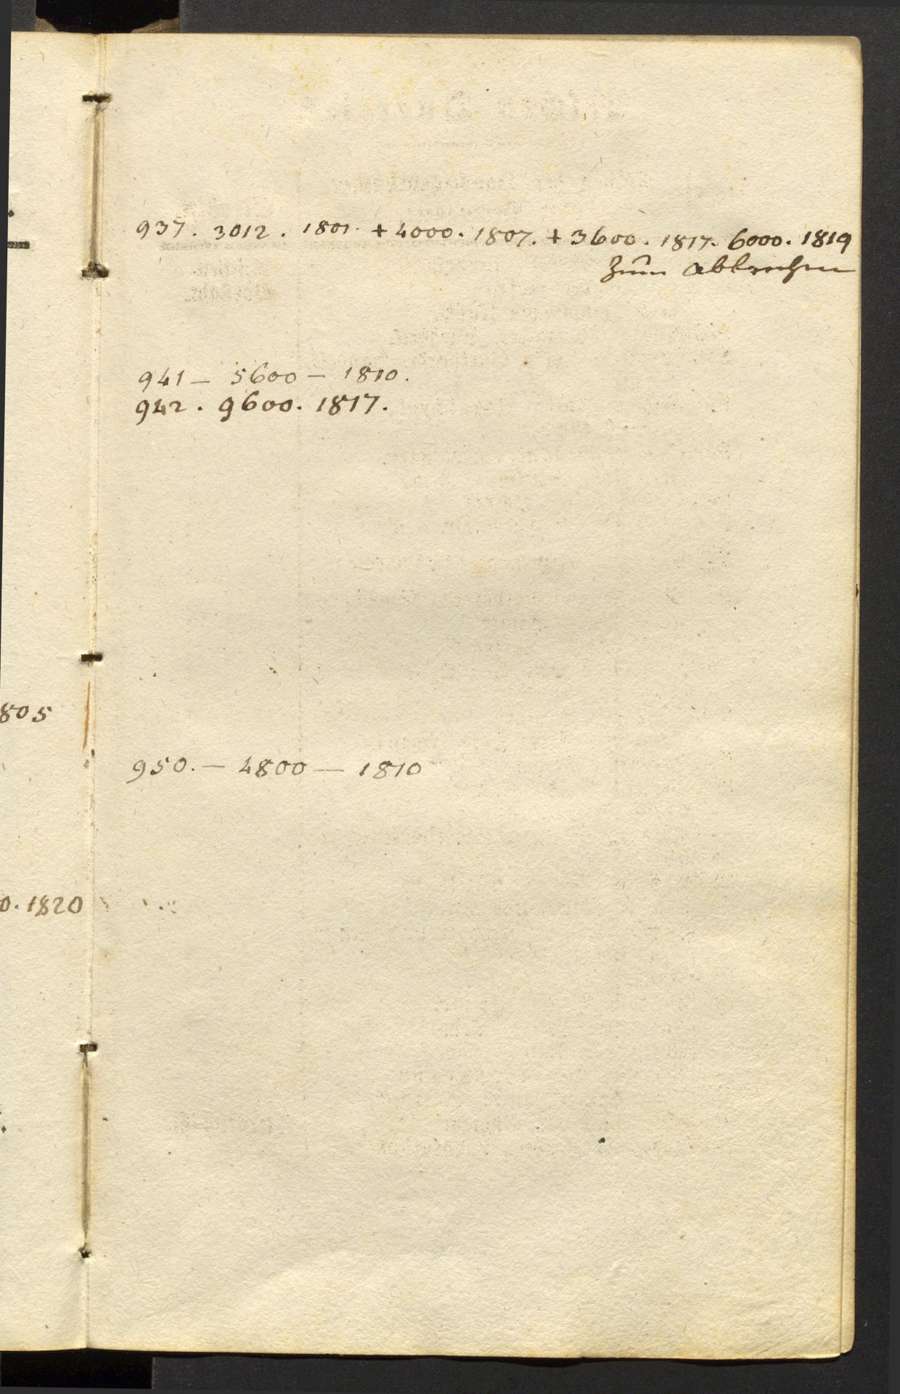 937. 3012. 1801. + 4000. 1807. + 3600. 1817. 6000. 1819
zum abbrechen
941 — 5600 — 1810.
942. 9600. 1817.
805
950. — 4800 — 1810
0. 1820